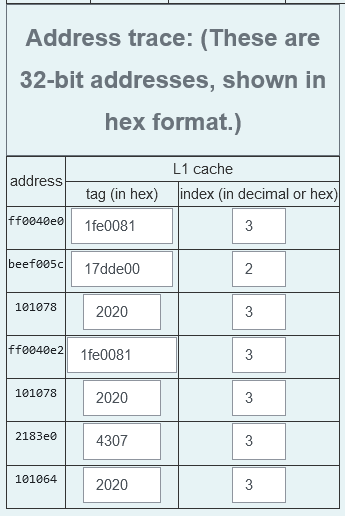 Address trace: (These are
32-bit addresses, shown in
hex format.)
L1 cache
address
tag (in hex) index (in decimal or hex)
ff0040e0 1fe0081 3
beef005c 17dde00 2
101078 2020 3
ff0040e2 1fe0081 3
101078 2020 3
2183e0 4307 3
101064 2020 3